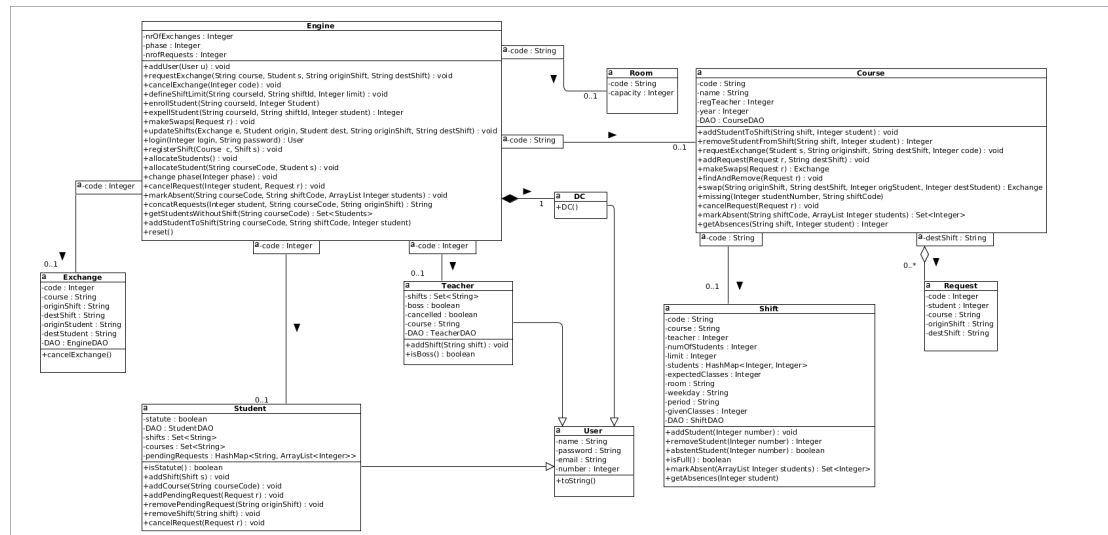 Engine
-nrOfExchanges : Integer
-phase : Integer
-nrofRequests : Integer
+addUser(User u) : void
+requestExchange(String course, Student s, String originShift, String destShift) : void
+cancelExchange(Integer code) : void
+defineShiftLimit(String courseId, String shiftId, Integer limit) : void
+enrollStudent(String courseId, Integer Student)
+expellStudent(String courseId, String shiftId, Integer student) : Integer
+makeSwaps(Request r) : void
+updateShifts(Exchange e, Student origin, Student dest, String originShift, String destShift) : void
+login(Integer login, String password) : User
+registerShift(Course c, Shift s) : void
+allocateStudents() : void
+allocateStudent(String courseCode, Student s) : void
+change phase(Integer phase) : void
+cancelRequest(Integer student, Request r) : void
+markAbsent(String courseCode, String shiftCode, ArrayList Integer students) : void
+concatRequests(Integer student, String courseCode, String originShift) : String
+getStudentsWithoutShift(String courseCode) : Set<Students>
+addStudentToShift(String courseCode, String shiftCode, Integer student)
+reset()
a
-code : String
0..1
a
Room
-code : String
-capacity : Integer
a
-code : String
0..1
a
Course
-code : String
-name : String
-regTeacher : Integer
-year : Integer
-DAO : CourseDAO
+addStudentToShift(String shift, Integer student) : void
+removeStudentFromShift(String shift, Integer student) : Integer
+requestExchange(Student s, String originshift, String destShift, Integer code) : void
+addRequest(Request r, String destShift) : void
+makeSwaps(Request r) : Exchange
+findAndRemove(Request r) : void
+swap(String originShift, String destShift, Integer origStudent, Integer destStudent) : Exchange
+missing(Integer studentNumber, String shiftCode)
+cancelRequest(Request r) : void
+markAbsent(String shiftCode, ArrayList Integer students) : Set<Integer>
+getAbsences(String shift, Integer student) : Integer
a
-code : Integer
0..1
1
a
DC
+DC()
a
-code : Integer
a
-code : Integer
a
-code : String
a
-destShift : String
0..1
a
Exchange
-code : Integer
-course : String
-originShift : String
-destShift : String
-originStudent : String
-destStudent : String
-DAO : EngineDAO
+cancelExchange()
a
Teacher
-shifts : Set<String>
-boss : boolean
-cancelled : boolean
-course : String
-DAO : TeacherDAO
+addShift(String shift) : void
+isBoss() : boolean
0..1
0..*
a
Request
-code : Integer
-student : Integer
-course : String
-originShift : String
-destShift : String
a
Shift
-code : String
-course : String
-teacher : Integer
-numOfStudents : Integer
-limit : Integer
-students : HashMap<Integer, Integer>
-expectedClasses : Integer
-room : String
-weekday : String
-period : String
-givenClasses : Integer
-DAO : ShiftDAO
+addStudent(Integer number) : void
+removeStudent(Integer number) : Integer
+abstentStudent(Integer number) : boolean
+isFull() : boolean
+markAbsent(ArrayList Integer students) : Set<Integer>
+getAbsences(Integer student)
0..1
a
Student
-statute : boolean
-DAO : StudentDAO
-shifts : Set<String>
-courses : Set<String>
-pendingRequests : HashMap<String, ArrayList<Integer>>
+isStatute() : boolean
+addShift(Shift s) : void
+addCourse(String courseCode) : void
+addPendingRequest(Request r) : void
+removePendingRequest(String originShift) : void
+removeShift(String shift) : void
+cancelRequest(Request r) : void
a
User
-name : String
-password : String
-email : String
-number : Integer
+toString()